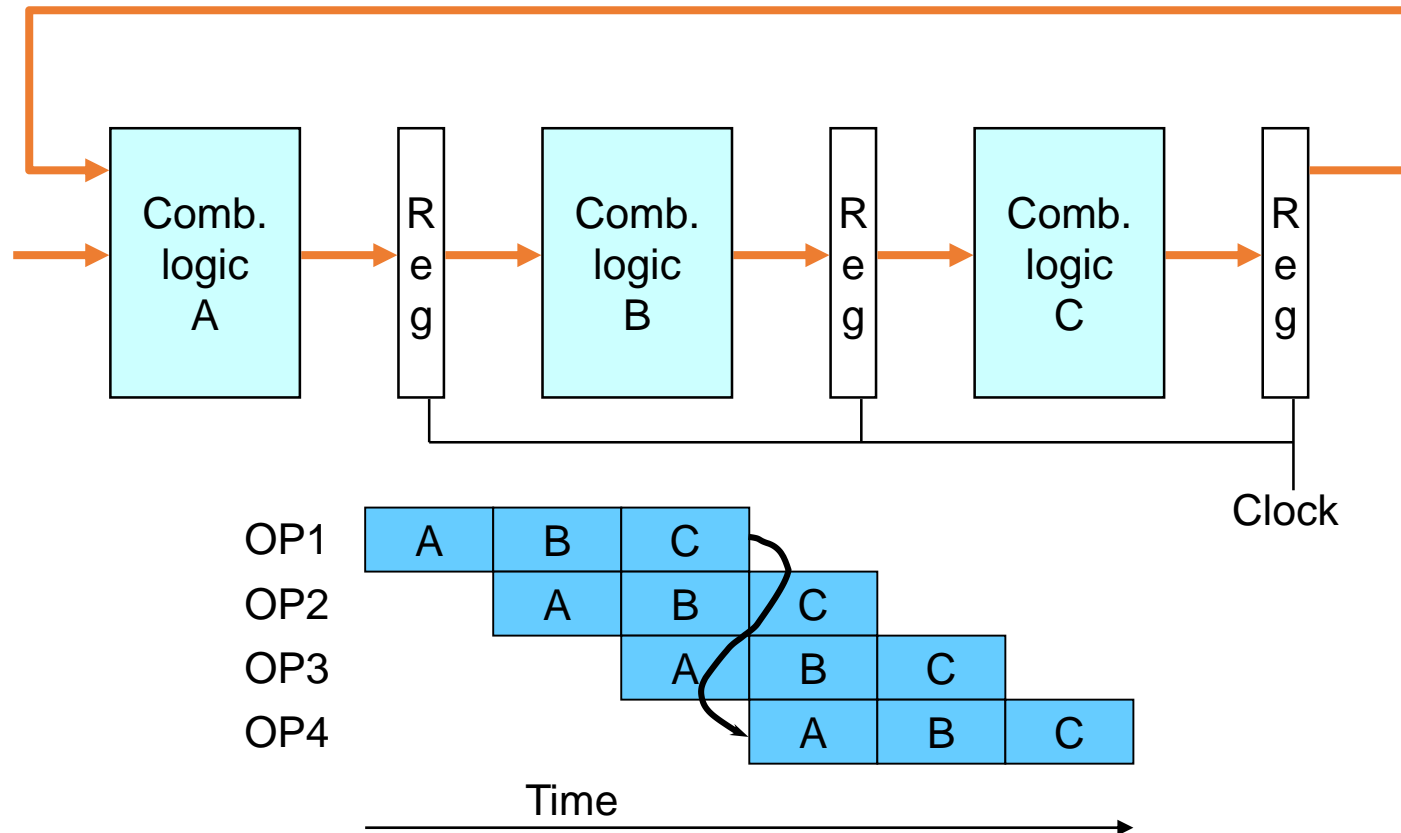 Comb.
logic
A
R
e
g
Comb.
logic
B
R
e
g
Comb.
logic
C
R
e
g
Clock
OP1 A B C
OP2 A B C
OP3 A B C
OP4 A B C
Time